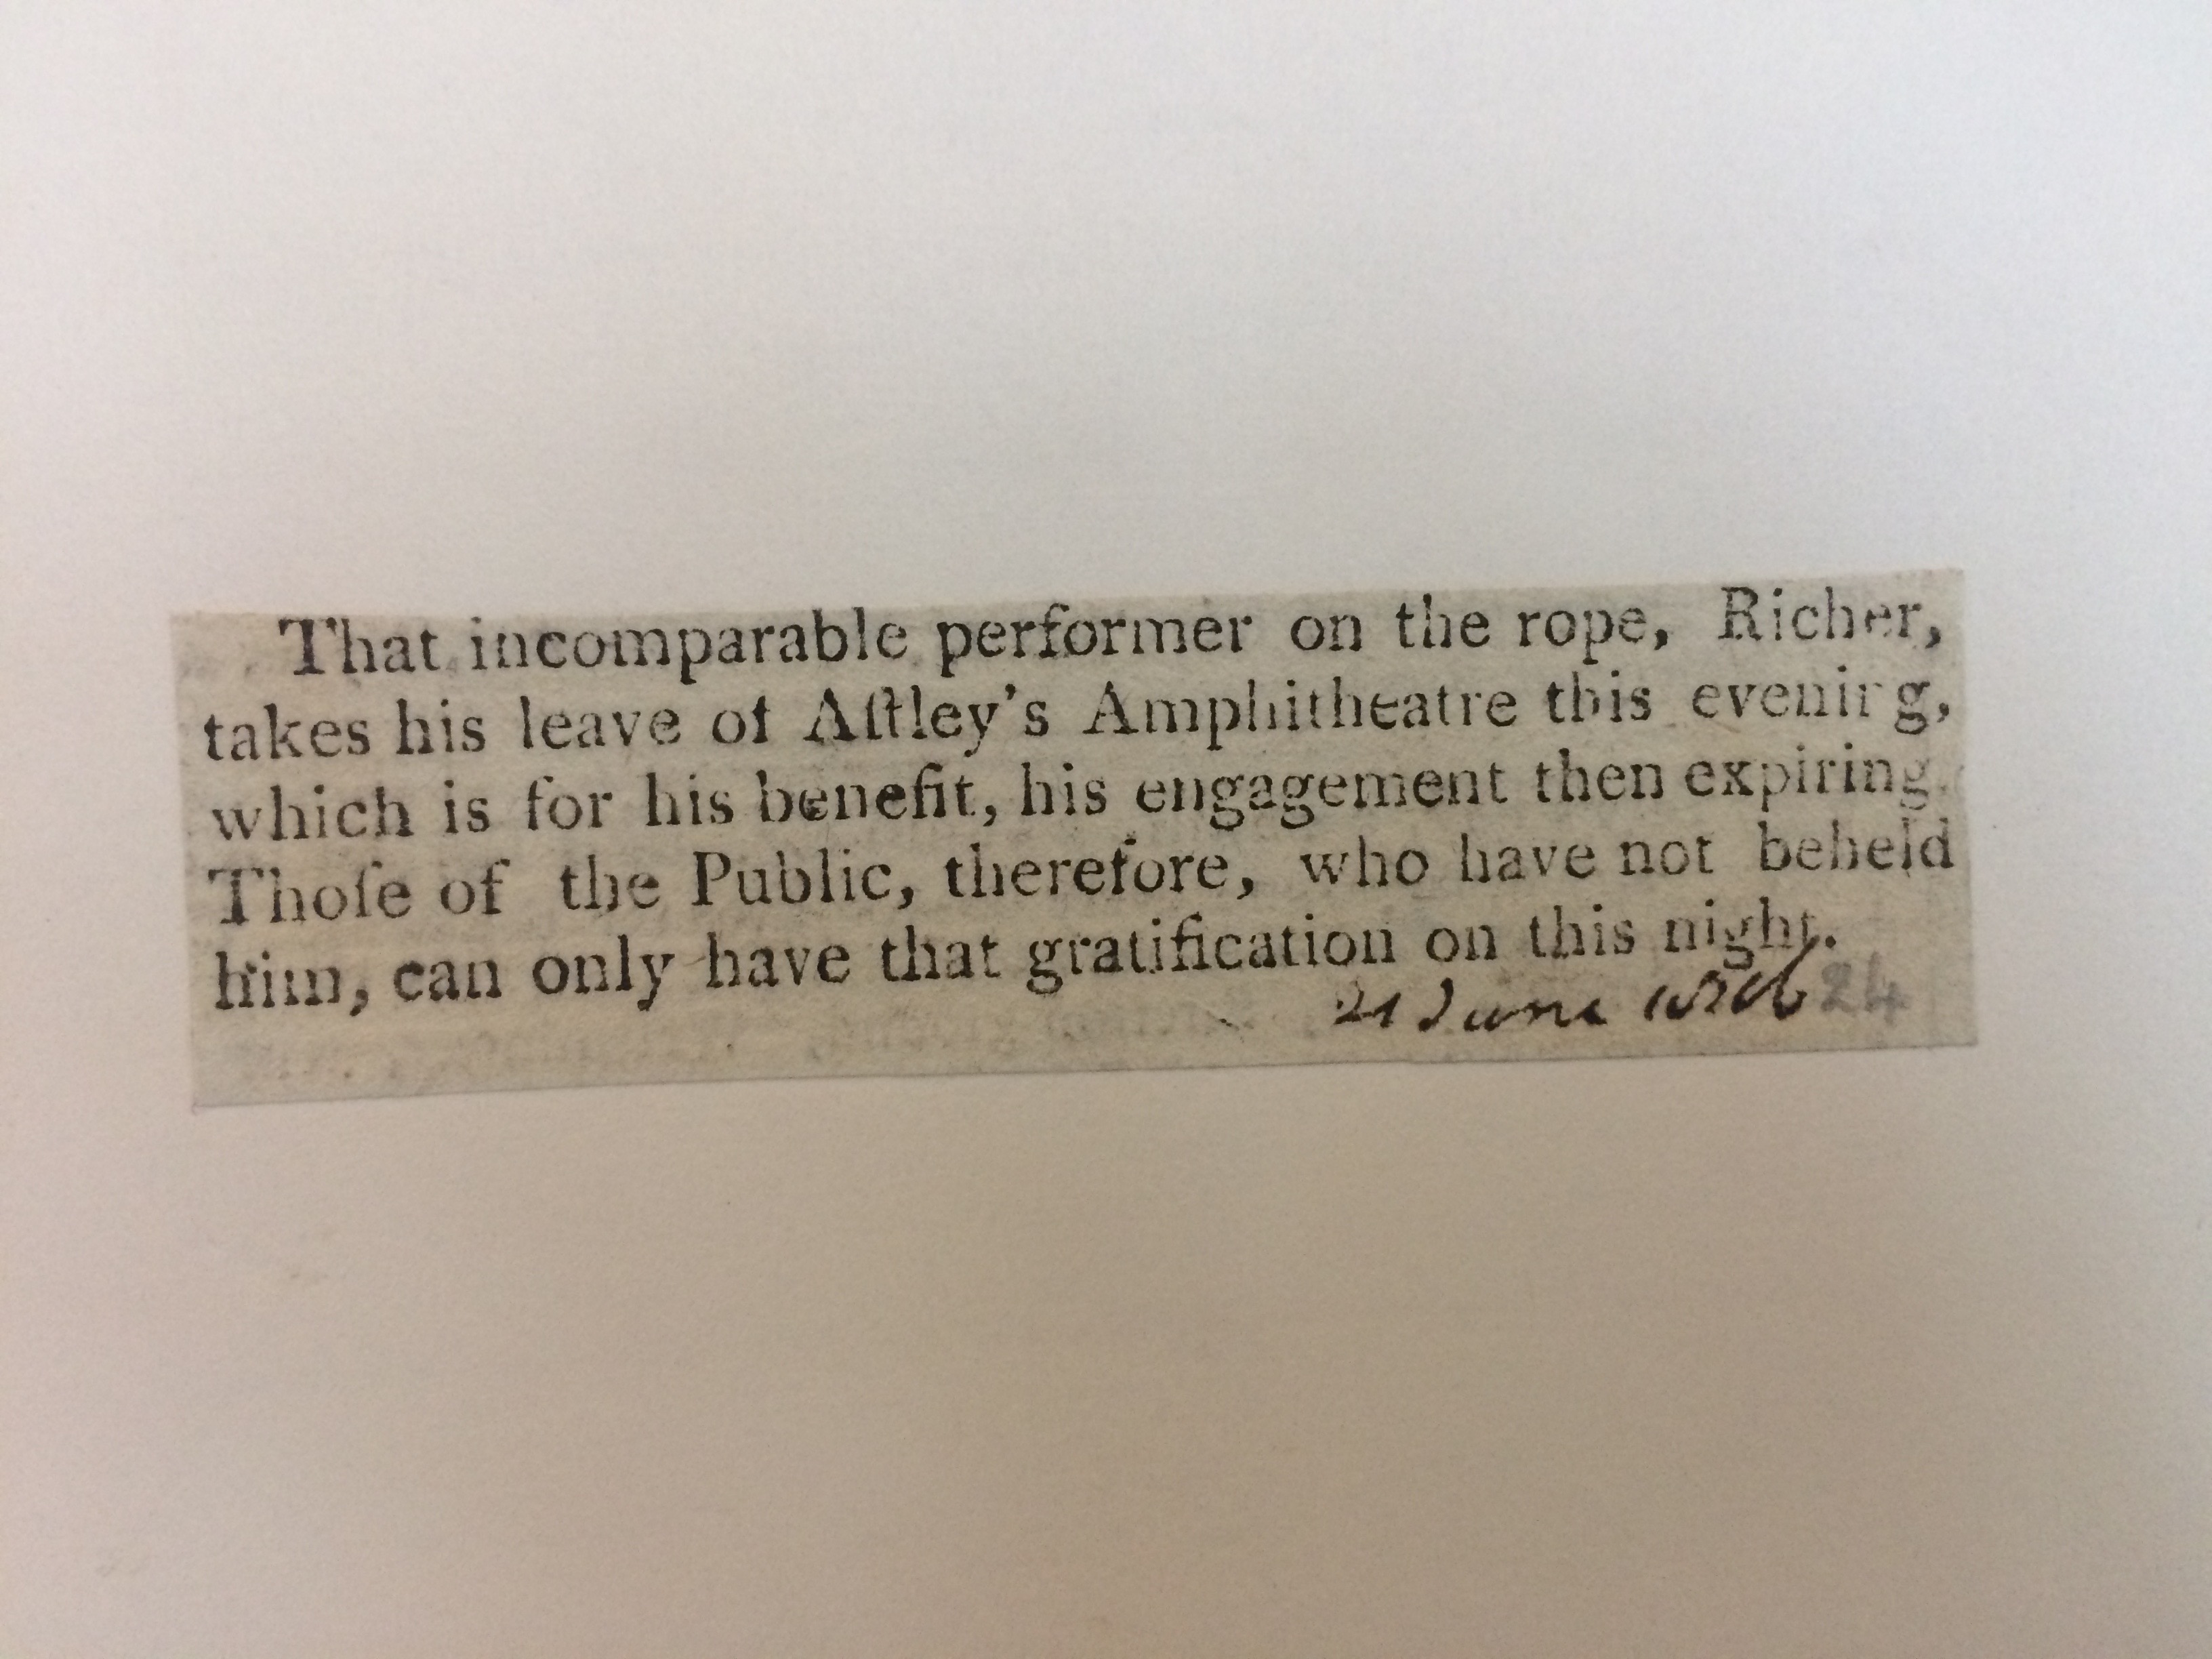 That incomparable performer on the rope, Richer,
takes his leave of Aſtley's Amphitheatre this evening,
which is for his benefit, his engagement then expiring.
Thoſe of the Public, therefore, who have not beheld
him, can only have that gratification on this night.
21 June 24